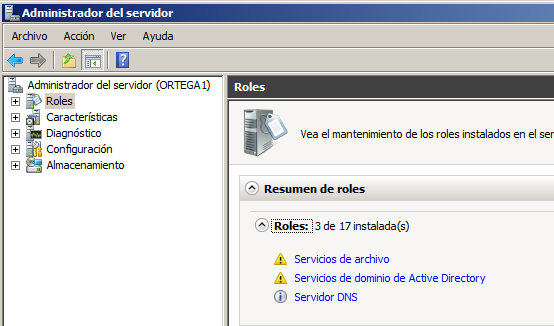 Administrador del servidor
Archivo Acción Ver Ayuda
Administrador del servidor (ORTEGA1)
Roles
Características
Diagnóstico
Configuración
Almacenamiento
Roles
Vea el mantenimiento de los roles instalados en el ser
Resumen de roles
Roles: 3 de 17 instalada(s)
Servicios de archivo
Servicios de dominio de Active Directory
Servidor DNS